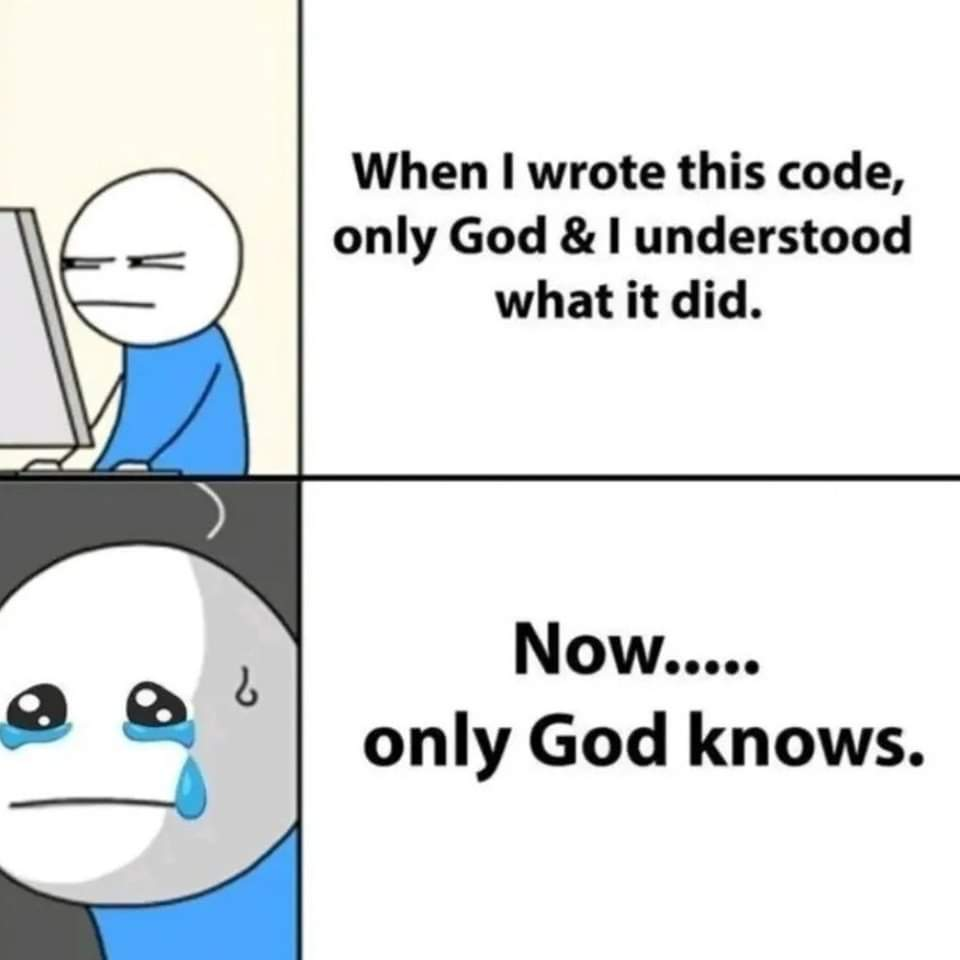 When I wrote this code,
only God & I understood
what it did.
Now.....
only God knows.